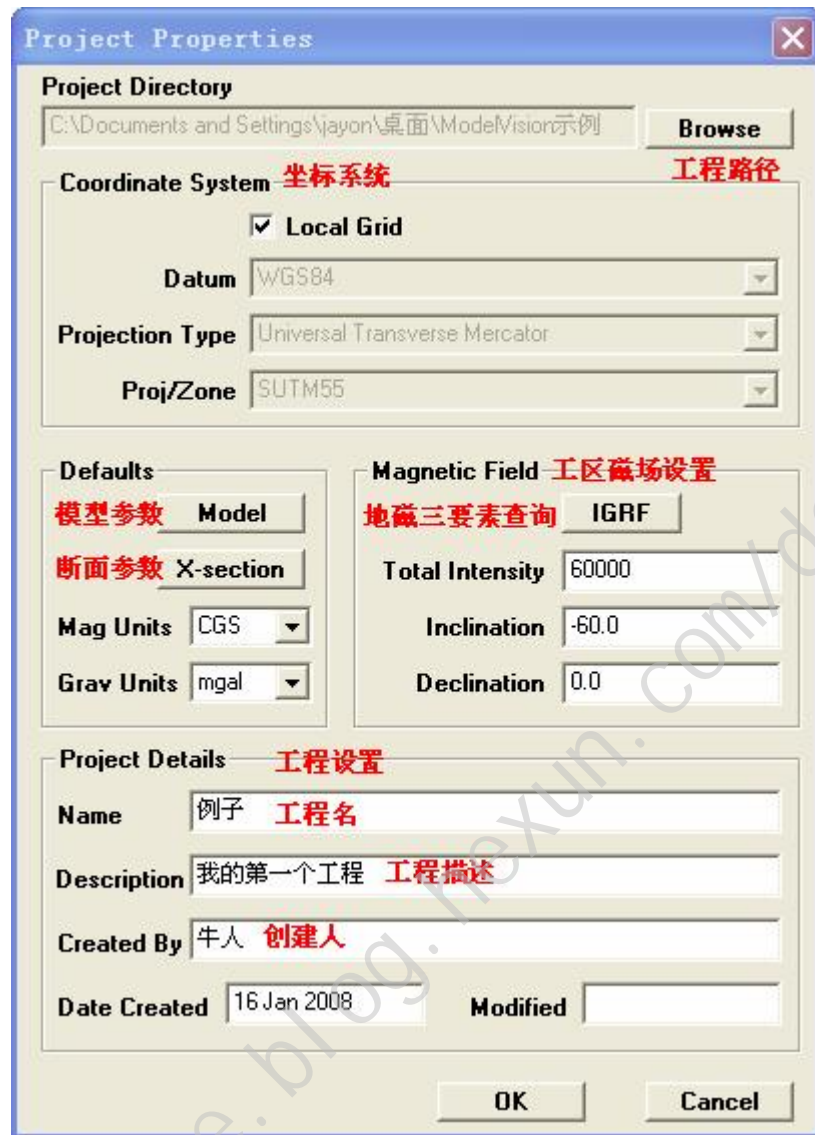 Project Properties
Project Directory
C:\Documents and Settings\jayon\桌面\ModelVision示例 Browse
工程路径
Coordinate System 坐标系统
Local Grid
Datum WGS84
Projection Type Universal Transverse Mercator
Proj/Zone SUTM55
Defaults
模型参数 Model
断面参数 X-section
Mag Units CGS
Grav Units mgal
Magnetic Field 工区磁场设置
地磁三要素查询 IGRF
Total Intensity 60000
Inclination -60.0
Declination 0.0
Project Details 工程设置
Name 例子 工程名
Description 我的第一个工程 工程描述
Created By 牛人 创建人
Date Created 16 Jan 2008 Modified
OK Cancel
e.blog.hexun.com/d